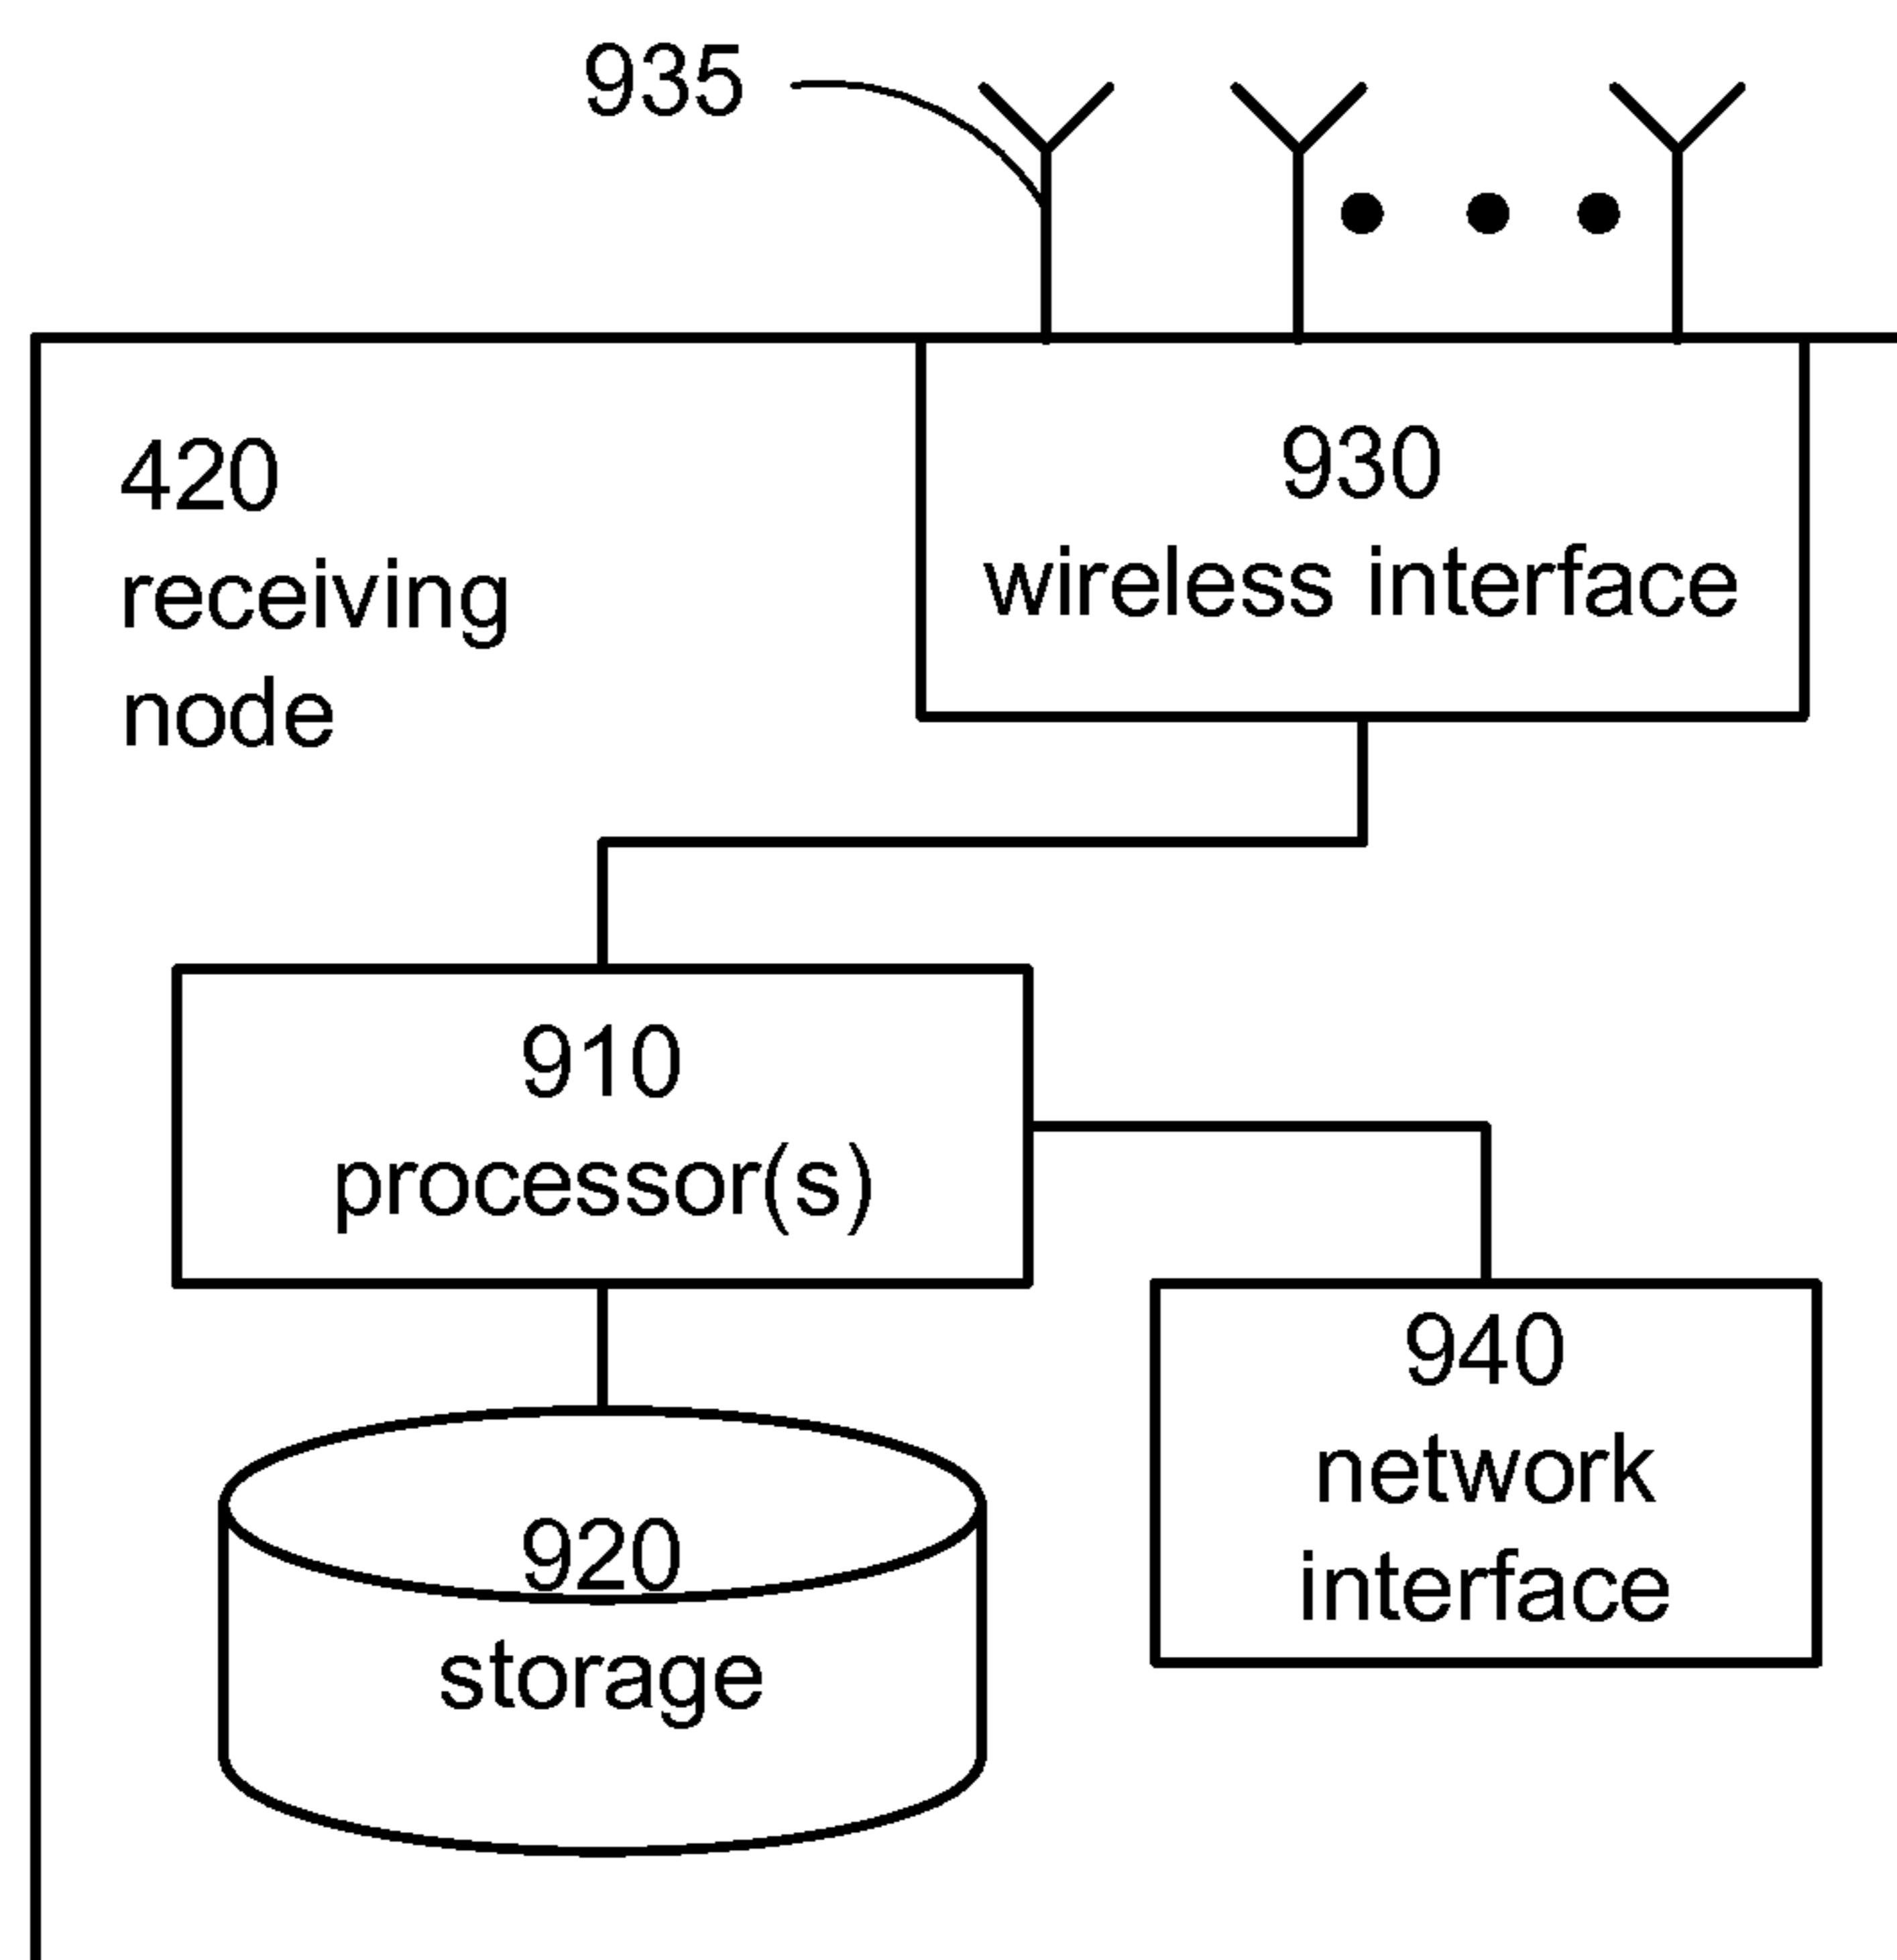 935
420
receiving
node
930
wireless interface
910
processor(s)
940
network
interface
920
storage